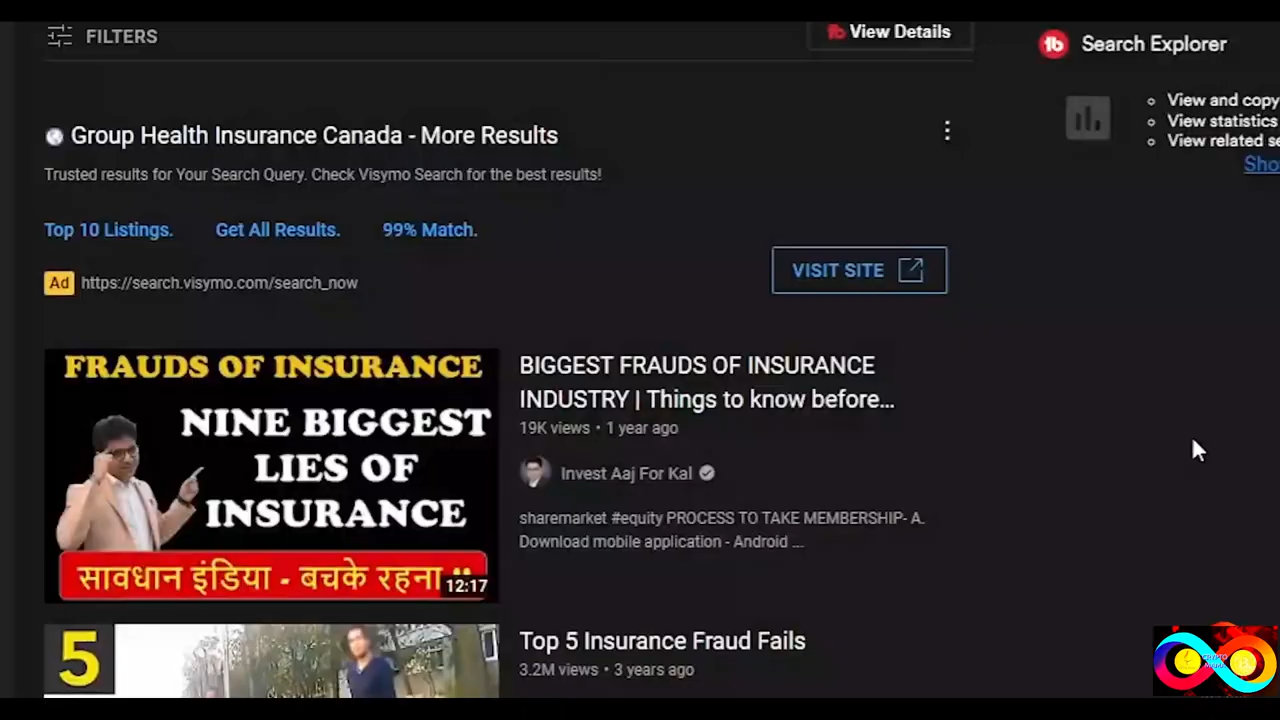 FILTERS
View Details
Search Explorer
View and copy
View statistics
View related se
Sho
Group Health Insurance Canada - More Results
Trusted results for Your Search Query. Check Visymo Search for the best results!
Top 10 Listings. Get All Results. 99% Match.
VISIT SITE
Ad https://search.visymo.com/search_now
FRAUDS OF INSURANCE
NINE BIGGEST
LIES OF
INSURANCE
सावधान इंडिया - बचके रहना
12:17
BIGGEST FRAUDS OF INSURANCE
INDUSTRY | Things to know before...
19K views • 1 year ago
Invest Aaj For Kal
sharemarket #equity PROCESS TO TAKE MEMBERSHIP- A.
Download mobile application - Android ...
5
Top 5 Insurance Fraud Fails
3.2M views • 3 years ago